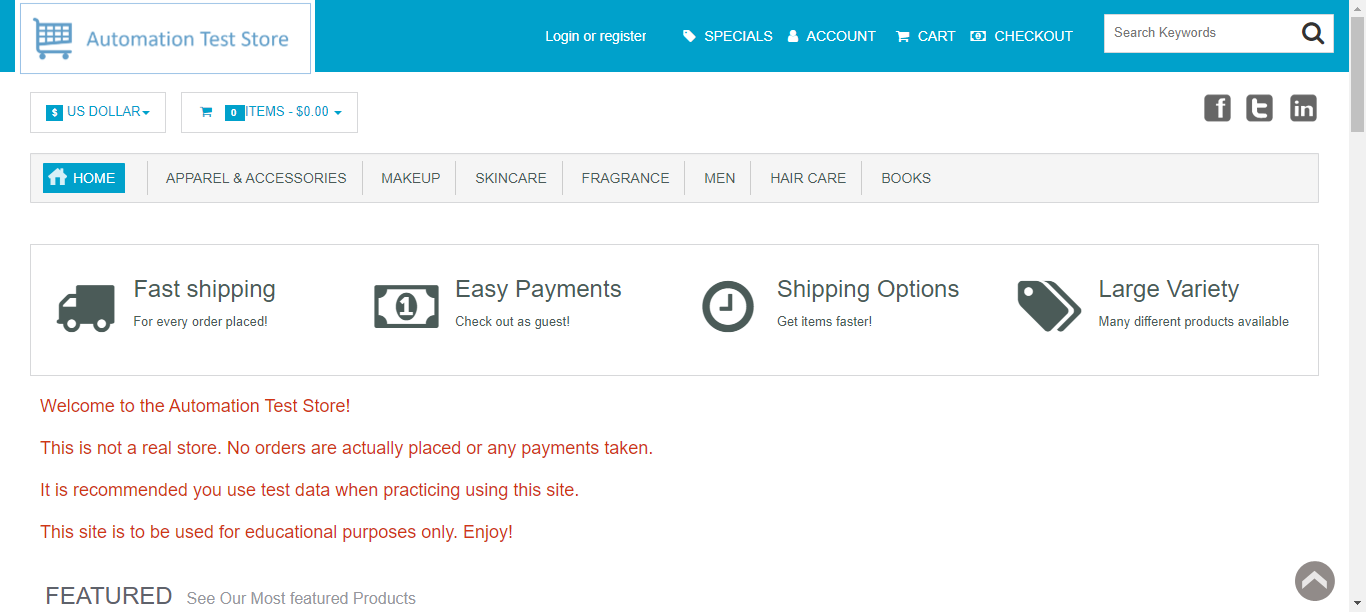 Automation Test Store
Login or register SPECIALS ACCOUNT CART CHECKOUT Search Keywords
$ US DOLLAR 0 ITEMS - $0.00
f t in
HOME APPAREL & ACCESSORIES MAKEUP SKINCARE FRAGRANCE MEN HAIR CARE BOOKS
Fast shipping
For every order placed!
1
Easy Payments
Check out as guest!
Shipping Options
Get items faster!
Large Variety
Many different products available
Welcome to the Automation Test Store!
This is not a real store. No orders are actually placed or any payments taken.
It is recommended you use test data when practicing using this site.
This site is to be used for educational purposes only. Enjoy!
FEATURED See Our Most featured Products